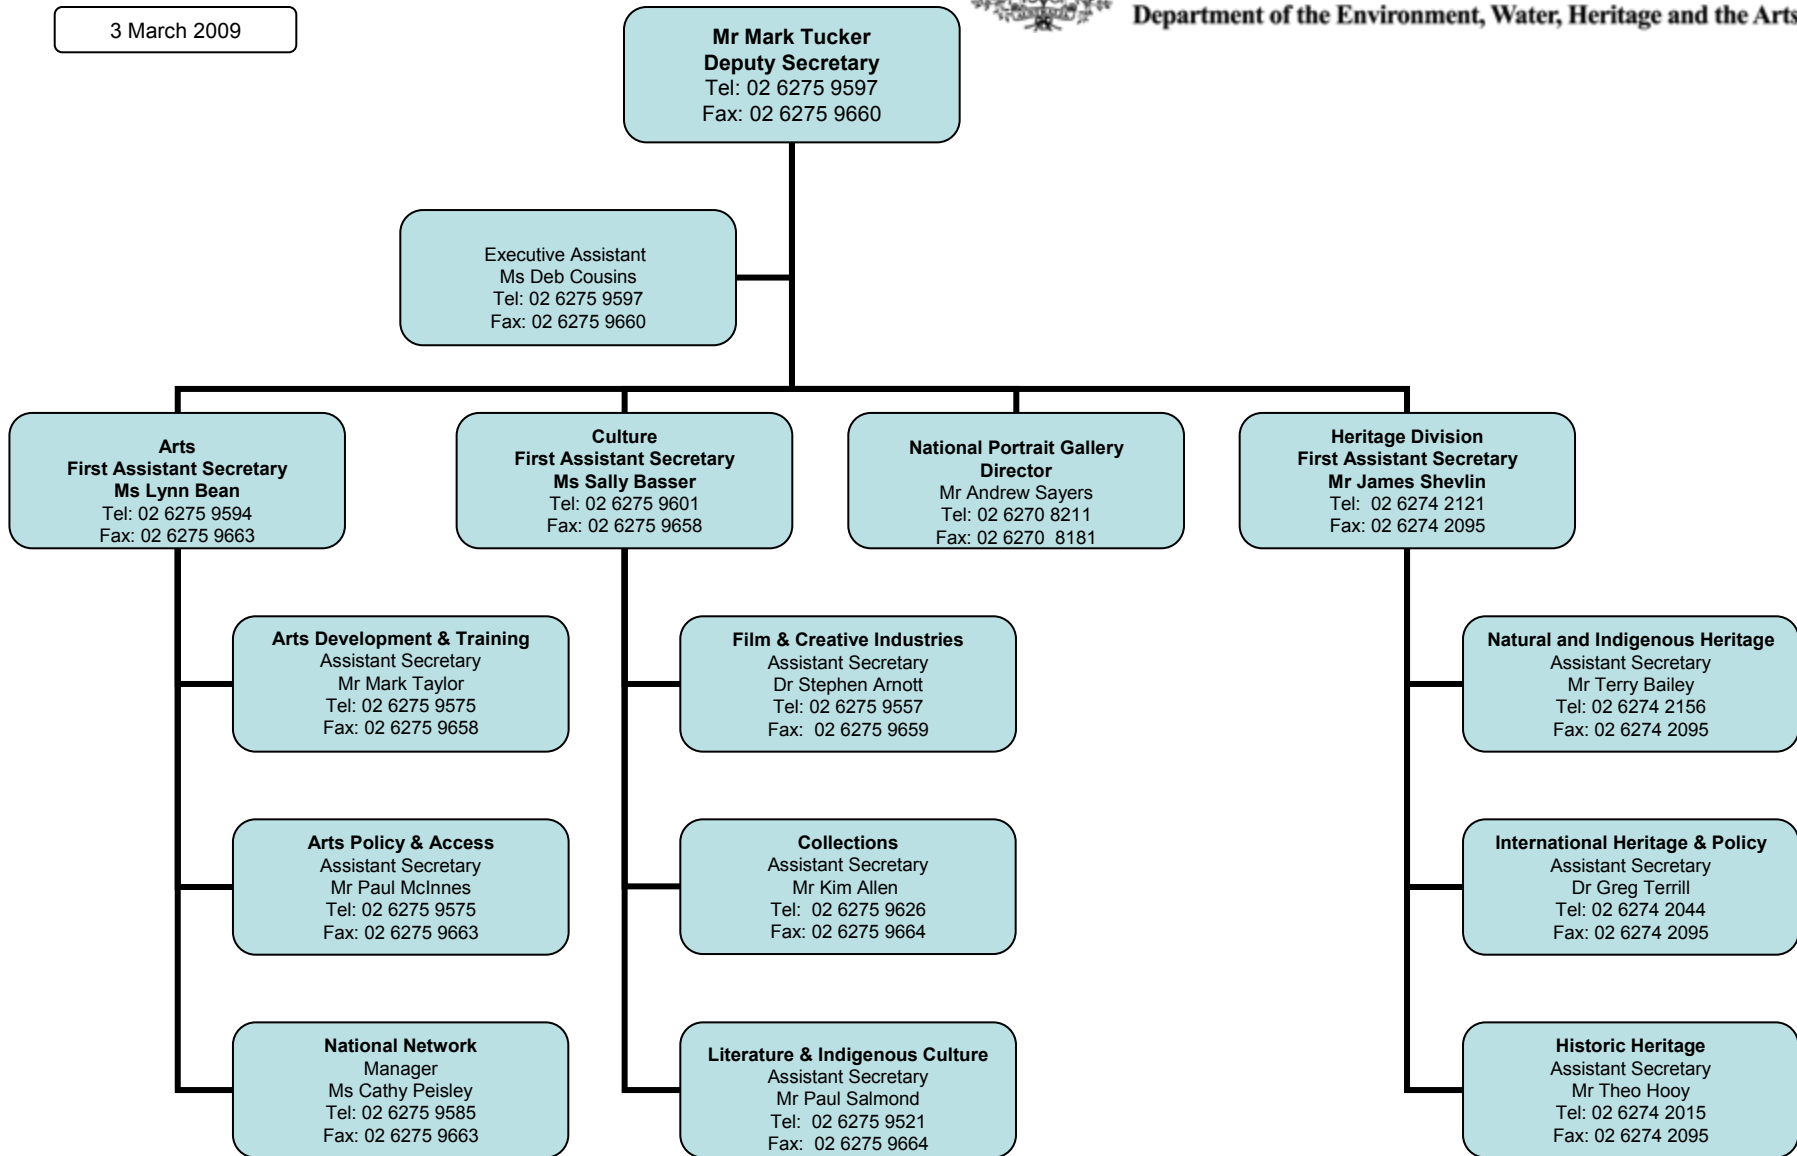 3 March 2009
Department of the Environment, Water, Heritage and the Arts
Mr Mark Tucker
Deputy Secretary
Tel: 02 6275 9597
Fax: 02 6275 9660
Executive Assistant
Ms Deb Cousins
Tel: 02 6275 9597
Fax: 02 6275 9660
Arts
First Assistant Secretary
Ms Lynn Bean
Tel: 02 6275 9594
Fax: 02 6275 9663
Culture
First Assistant Secretary
Ms Sally Basser
Tel: 02 6275 9601
Fax: 02 6275 9658
National Portrait Gallery
Director
Mr Andrew Sayers
Tel: 02 6270 8211
Fax: 02 6270  8181
Heritage Division
First Assistant Secretary
Mr James Shevlin
Tel:  02 6274 2121
Fax: 02 6274 2095
Arts Development & Training
Assistant Secretary
Mr Mark Taylor
Tel: 02 6275 9575
Fax: 02 6275 9658
Film & Creative Industries
Assistant Secretary
Dr Stephen Arnott
Tel: 02 6275 9557
Fax:  02 6275 9659
Natural and Indigenous Heritage
Assistant Secretary
Mr Terry Bailey
Tel: 02 6274 2156
Fax: 02 6274 2095
Arts Policy & Access
Assistant Secretary
Mr Paul McInnes
Tel: 02 6275 9575
Fax: 02 6275 9663
Collections
Assistant Secretary
Mr Kim Allen
Tel:  02 6275 9626
Fax: 02 6275 9664
International Heritage & Policy
Assistant Secretary
Dr Greg Terrill
Tel: 02 6274 2044
Fax: 02 6274 2095
National Network
Manager
Ms Cathy Peisley
Tel: 02 6275 9585
Fax: 02 6275 9663
Literature & Indigenous Culture
Assistant Secretary
Mr Paul Salmond
Tel:  02 6275 9521
Fax:  02 6275 9664
Historic Heritage
Assistant Secretary
Mr Theo Hooy
Tel: 02 6274 2015
Fax: 02 6274 2095